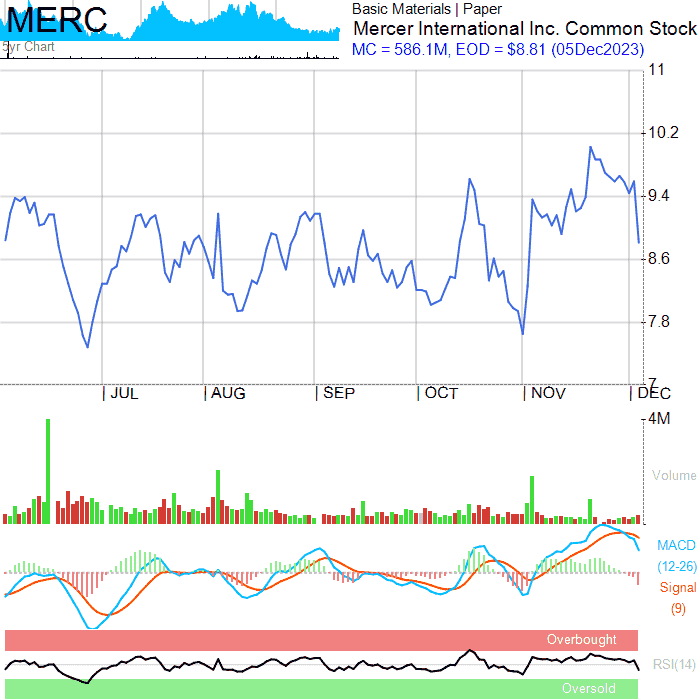 MERC
5yr Chart
Basic Materials | Paper
Mercer International Inc. Common Stock
MC = 586.1M, EOD = $8.81 (05Dec2023)
11
10.2
9.4
8.6
7.8
7
| JUL | AUG | SEP | OCT | NOV | DEC
4M
Volume
MACD
(12-26)
Signal
(9)
Overbought
RSI(14)
Oversold